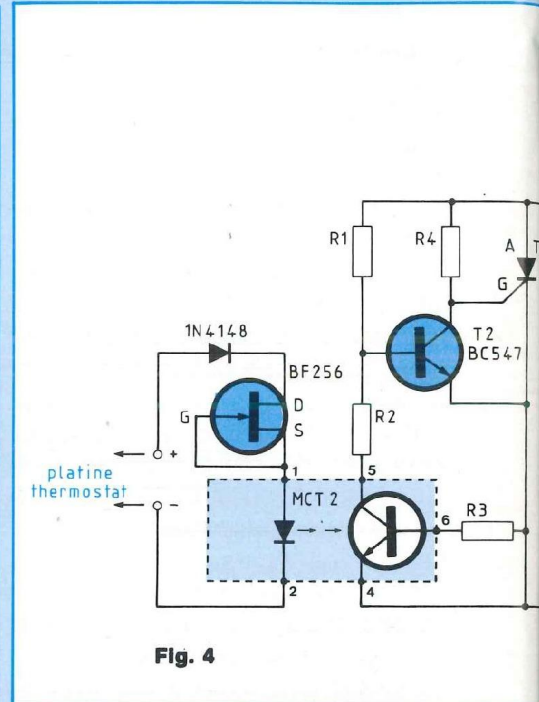 R1
R4
A
T
G
1N4148
BF256
T2
BC547
G
D
S
R2
+
platine
thermostat
-
1
5
MCT 2
6
R3
2
4
Fig. 4